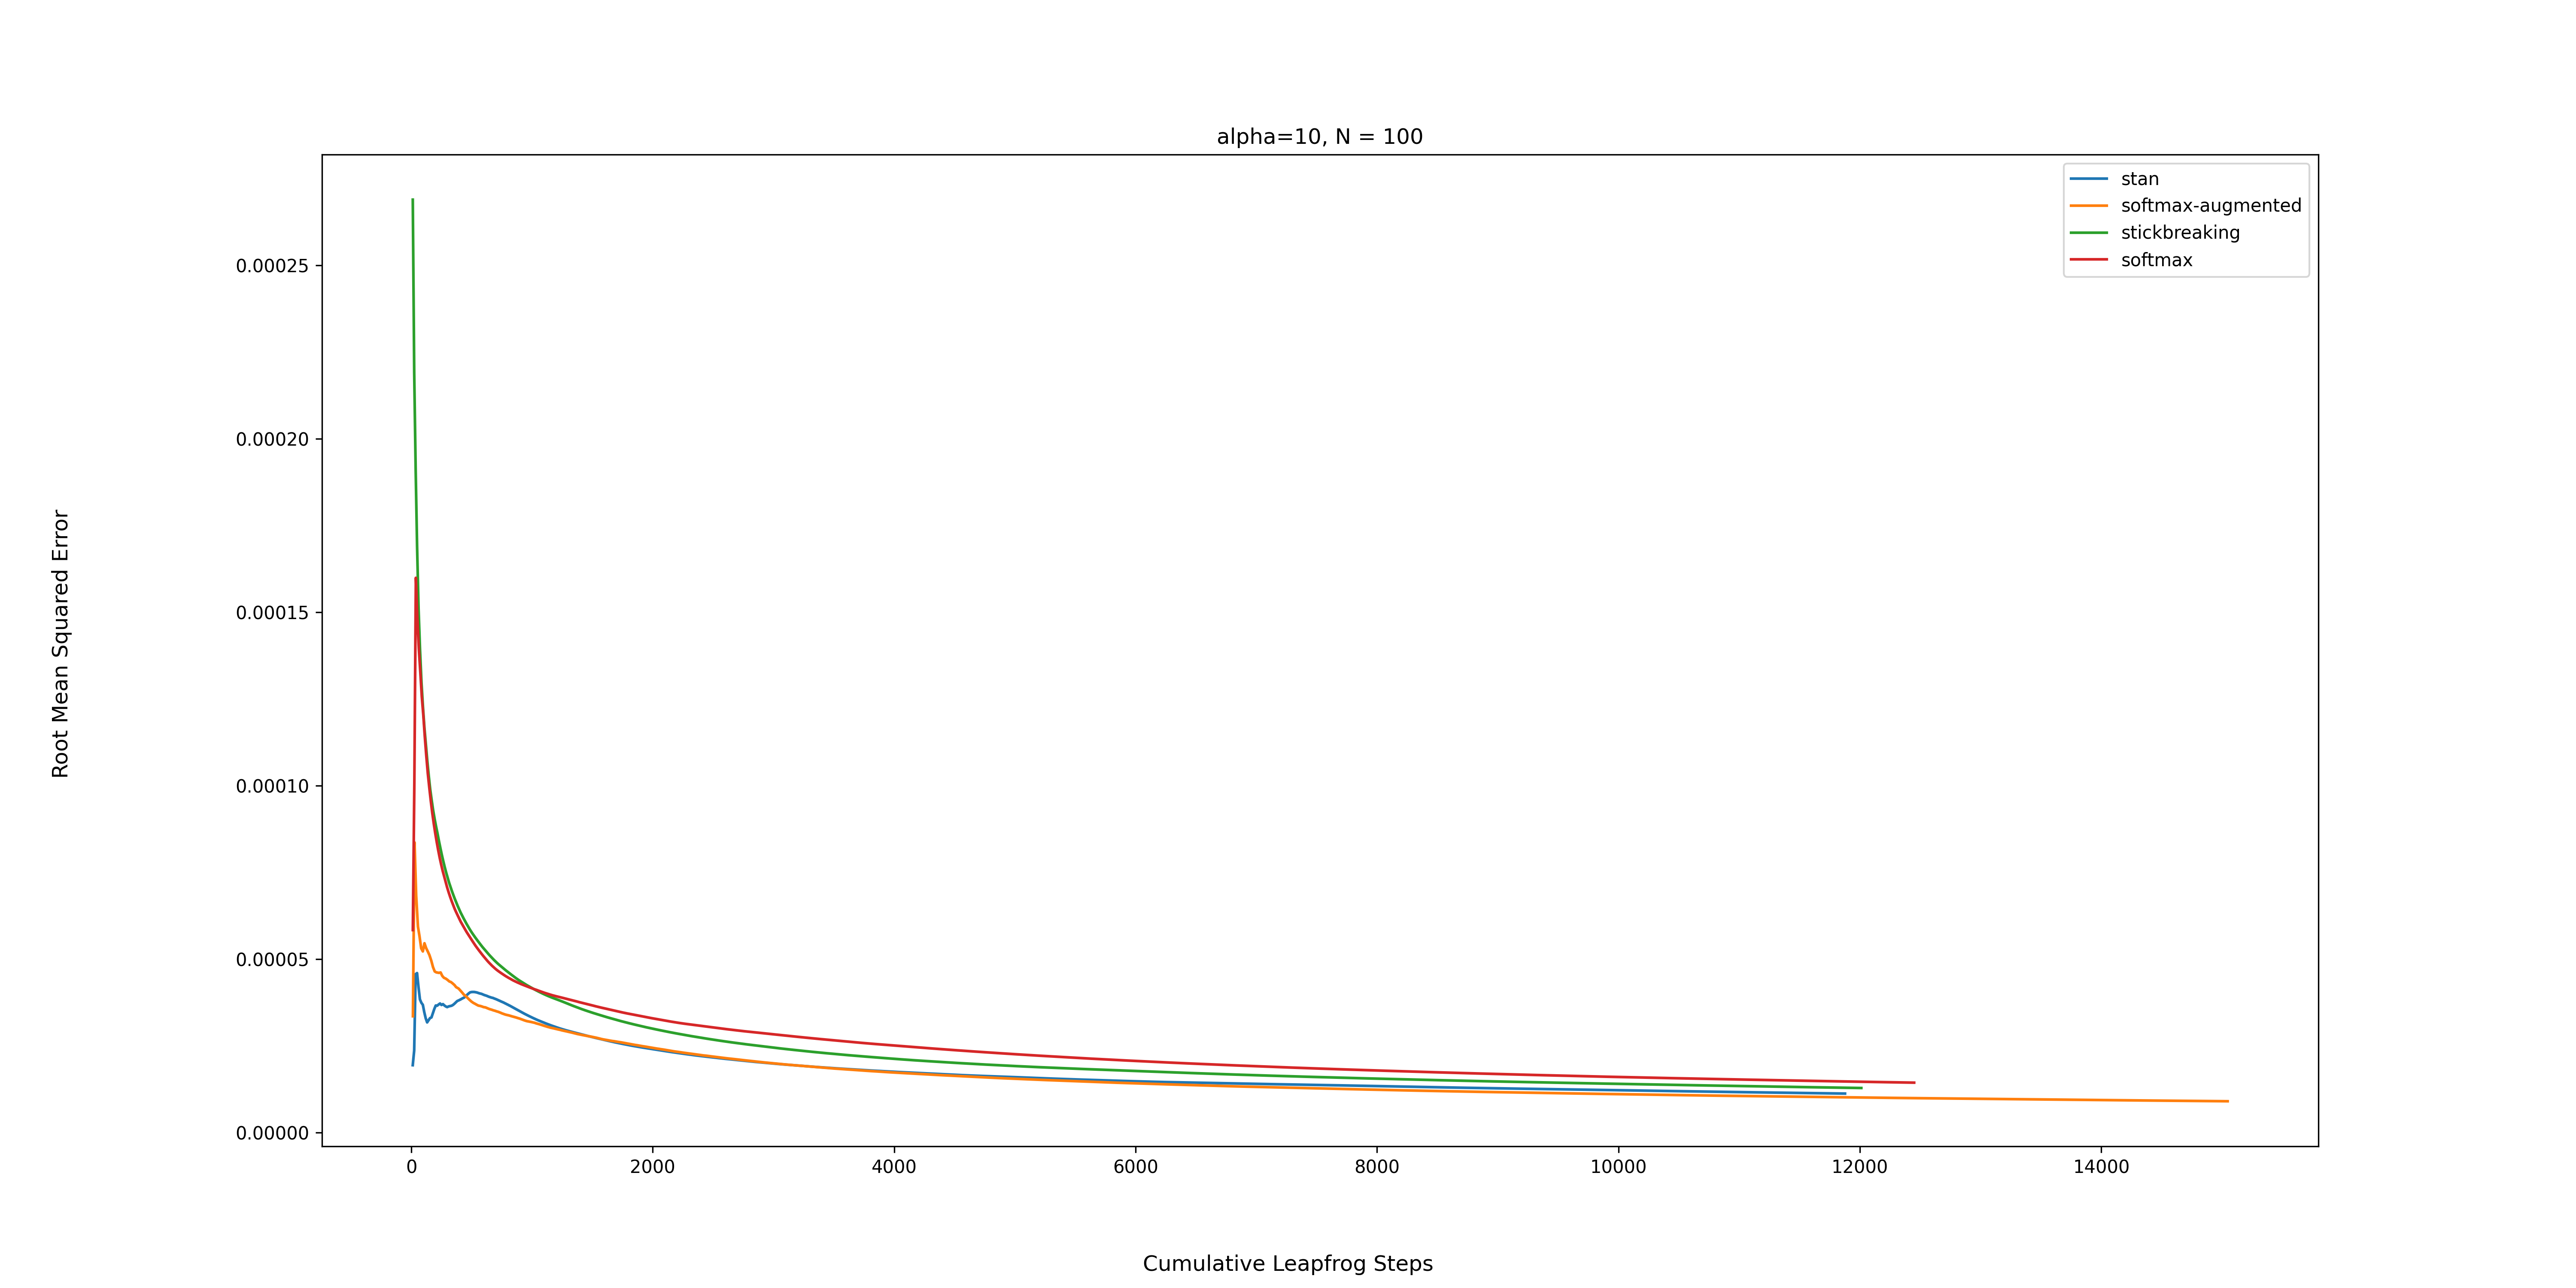 alpha=10, N = 100
stan
softmax-augmented
stickbreaking
softmax
Root Mean Squared Error
0.00025
0.00020
0.00015
0.00010
0.00005
0.00000
0 2000 4000 6000 8000 10000 12000 14000
Cumulative Leapfrog Steps